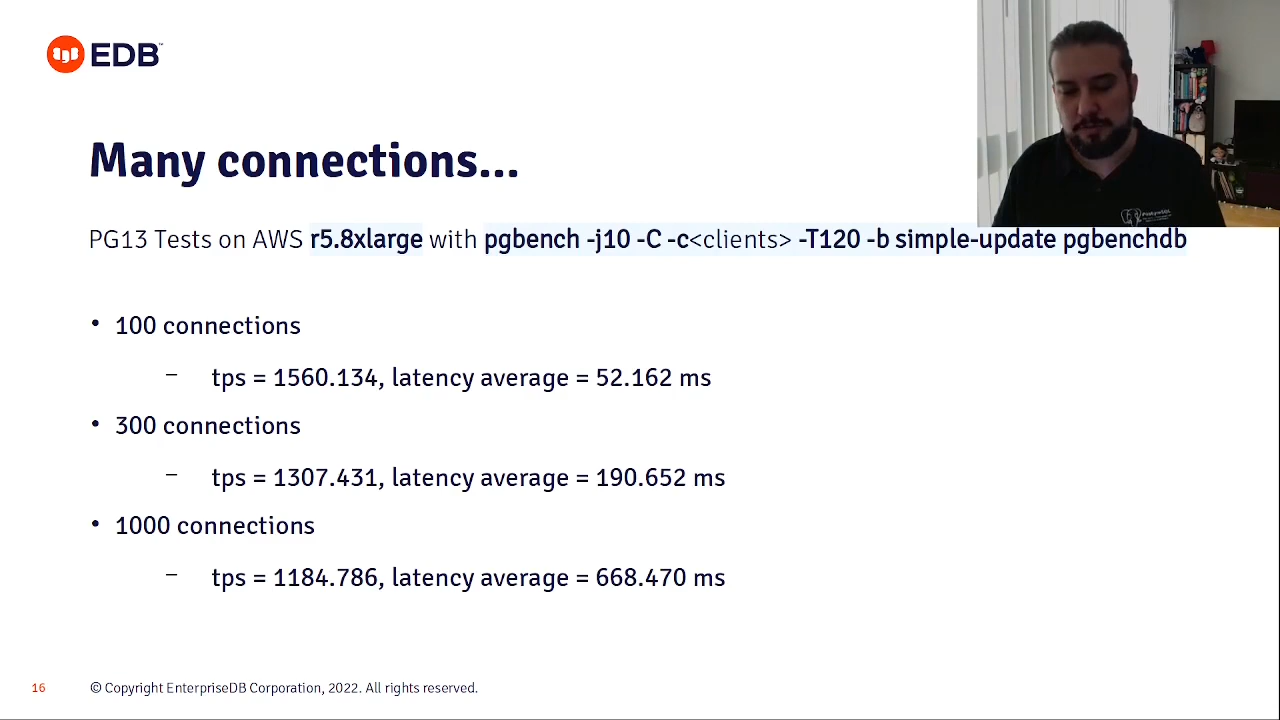 EDB™
Many connections...
PG13 Tests on AWS r5.8xlarge with pgbench -j10 -C -c<clients> -T120 -b simple-update pgbenchdb
• 100 connections
– tps = 1560.134, latency average = 52.162 ms
• 300 connections
– tps = 1307.431, latency average = 190.652 ms
• 1000 connections
– tps = 1184.786, latency average = 668.470 ms
16 © Copyright EnterpriseDB Corporation, 2022. All rights reserved.
PostgreSQL